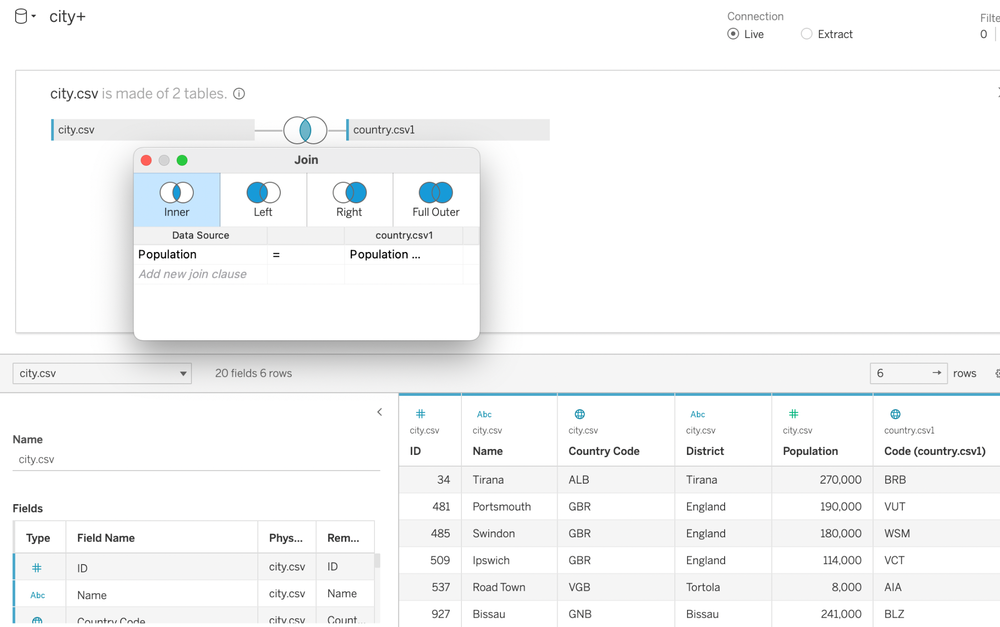 city+
Connection
Live
Extract
Filte
0
city.csv is made of 2 tables.
city.csv
country.csv1
Join
Inner
Left
Right
Full Outer
Data Source
country.csv1
Population
=
Population ...
Add new join clause
city.csv
20 fields 6 rows
6
rows
Name
city.csv
Fields
Type
Field Name
Phys...
Rem...
ID
city.csv
ID
Abc
Name
city.csv
Name
Country Code
city.csv
Count...
Abc
Abc
city.csv
city.csv
city.csv
city.csv
city.csv
country.csv1
ID
Name
Country Code
District
Population
Code (country.csv1)
34
Tirana
ALB
Tirana
270,000
BRB
481
Portsmouth
GBR
England
190,000
VUT
485
Swindon
GBR
England
180,000
WSM
509
Ipswich
GBR
England
114,000
VCT
537
Road Town
VGB
Tortola
8,000
AIA
927
Bissau
GNB
Bissau
241,000
BLZ